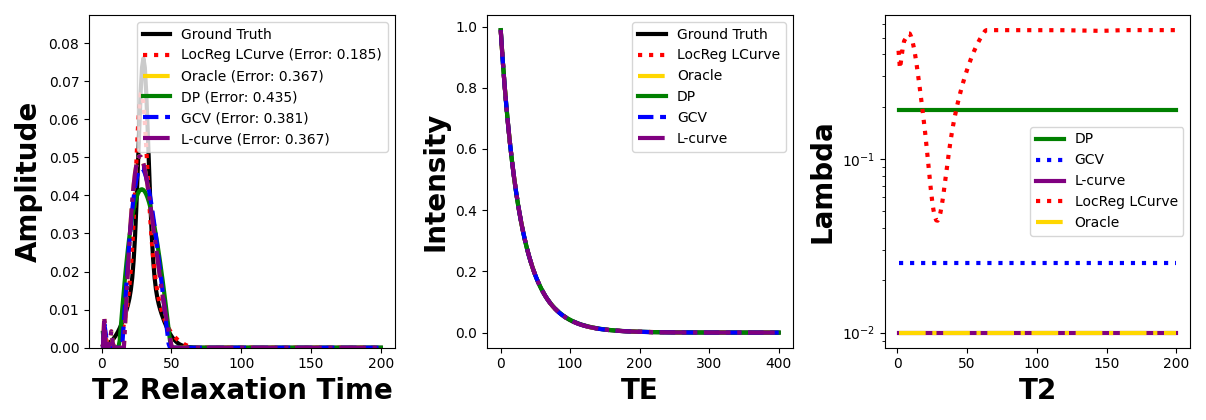 Amplitude
0.08
0.07
0.06
0.05
0.04
0.03
0.02
0.01
0.00
Ground Truth
LocReg LCurve (Error: 0.185)
Oracle (Error: 0.367)
DP (Error: 0.435)
GCV (Error: 0.381)
L-curve (Error: 0.367)
0 50 100 150 200
T2 Relaxation Time
Intensity
1.0
0.8
0.6
0.4
0.2
0.0
Ground Truth
LocReg LCurve
Oracle
DP
GCV
L-curve
0 100 200 300 400
TE
Lambda
10⁻¹
10⁻²
DP
GCV
L-curve
LocReg LCurve
Oracle
0 50 100 150 200
T2